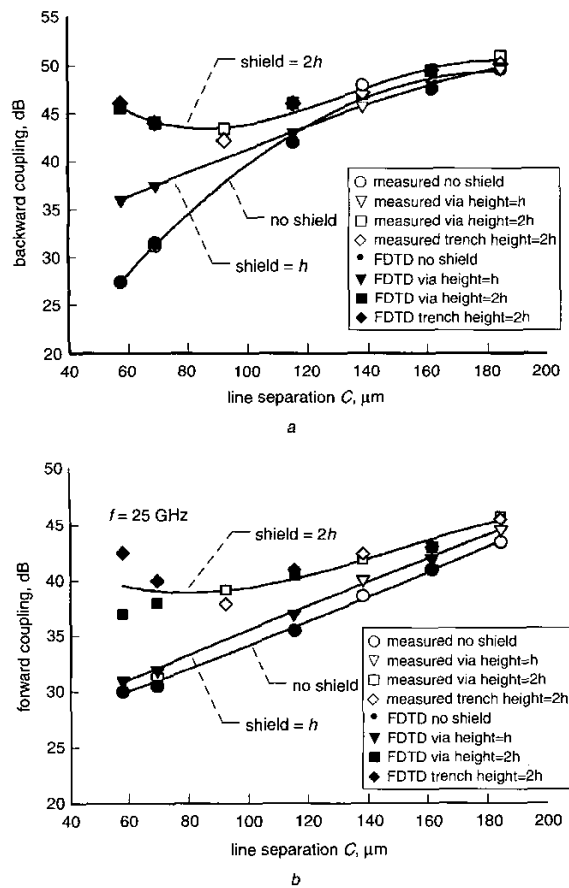 55
50
45
40
35
30
25
20
backward coupling, dB
shield = 2h
no shield
shield = h
measured no shield
measured via height=h
measured via height=2h
measured trench height=2h
FDTD no shield
FDTD via height=h
FDTD via height=2h
FDTD trench height=2h
40 60 80 100 120 140 160 180 200
line separation C, μm
a
50
45
40
35
30
25
20
forward coupling, dB
f = 25 GHz
shield = 2h
no shield
shield = h
measured no shield
measured via height=h
measured via height=2h
measured trench height=2h
FDTD no shield
FDTD via height=h
FDTD via height=2h
FDTD trench height=2h
40 60 80 100 120 140 160 180 200
line separation C, μm
b